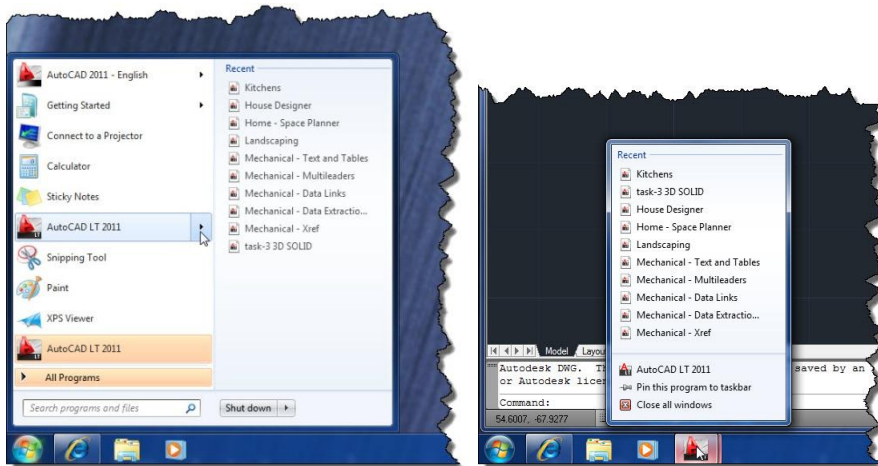 AutoCAD 2011 - English
Getting Started
Connect to a Projector
Calculator
Sticky Notes
AutoCAD LT 2011
Snipping Tool
Paint
XPS Viewer
AutoCAD LT 2011
All Programs
Search programs and files
Shut down
Recent
Kitchens
House Designer
Home - Space Planner
Landscaping
Mechanical - Text and Tables
Mechanical - Multileaders
Mechanical - Data Links
Mechanical - Data Extractio...
Mechanical - Xref
task-3 3D SOLID
Recent
Kitchens
task-3 3D SOLID
House Designer
Home - Space Planner
Landscaping
Mechanical - Text and Tables
Mechanical - Multileaders
Mechanical - Data Links
Mechanical - Data Extractio...
Mechanical - Xref
AutoCAD LT 2011
Pin this program to taskbar
Close all windows
Model Layou
Autodesk DWG. Th saved by an
or Autodesk licen
Command:
54.6007, -67.9277